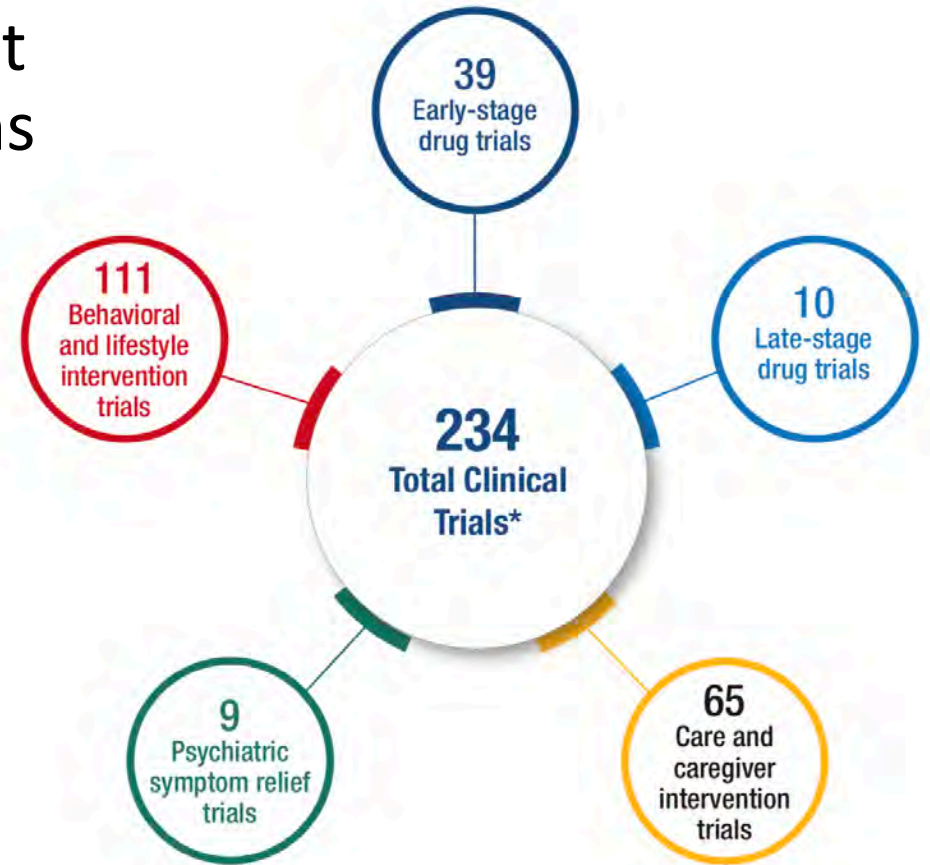 t
ns
39
Early-stage
drug trials
111
Behavioral
and lifestyle
intervention
trials
10
Late-stage
drug trials
234
Total Clinical
Trials*
9
Psychiatric
symptom relief
trials
65
Care and
caregiver
intervention
trials